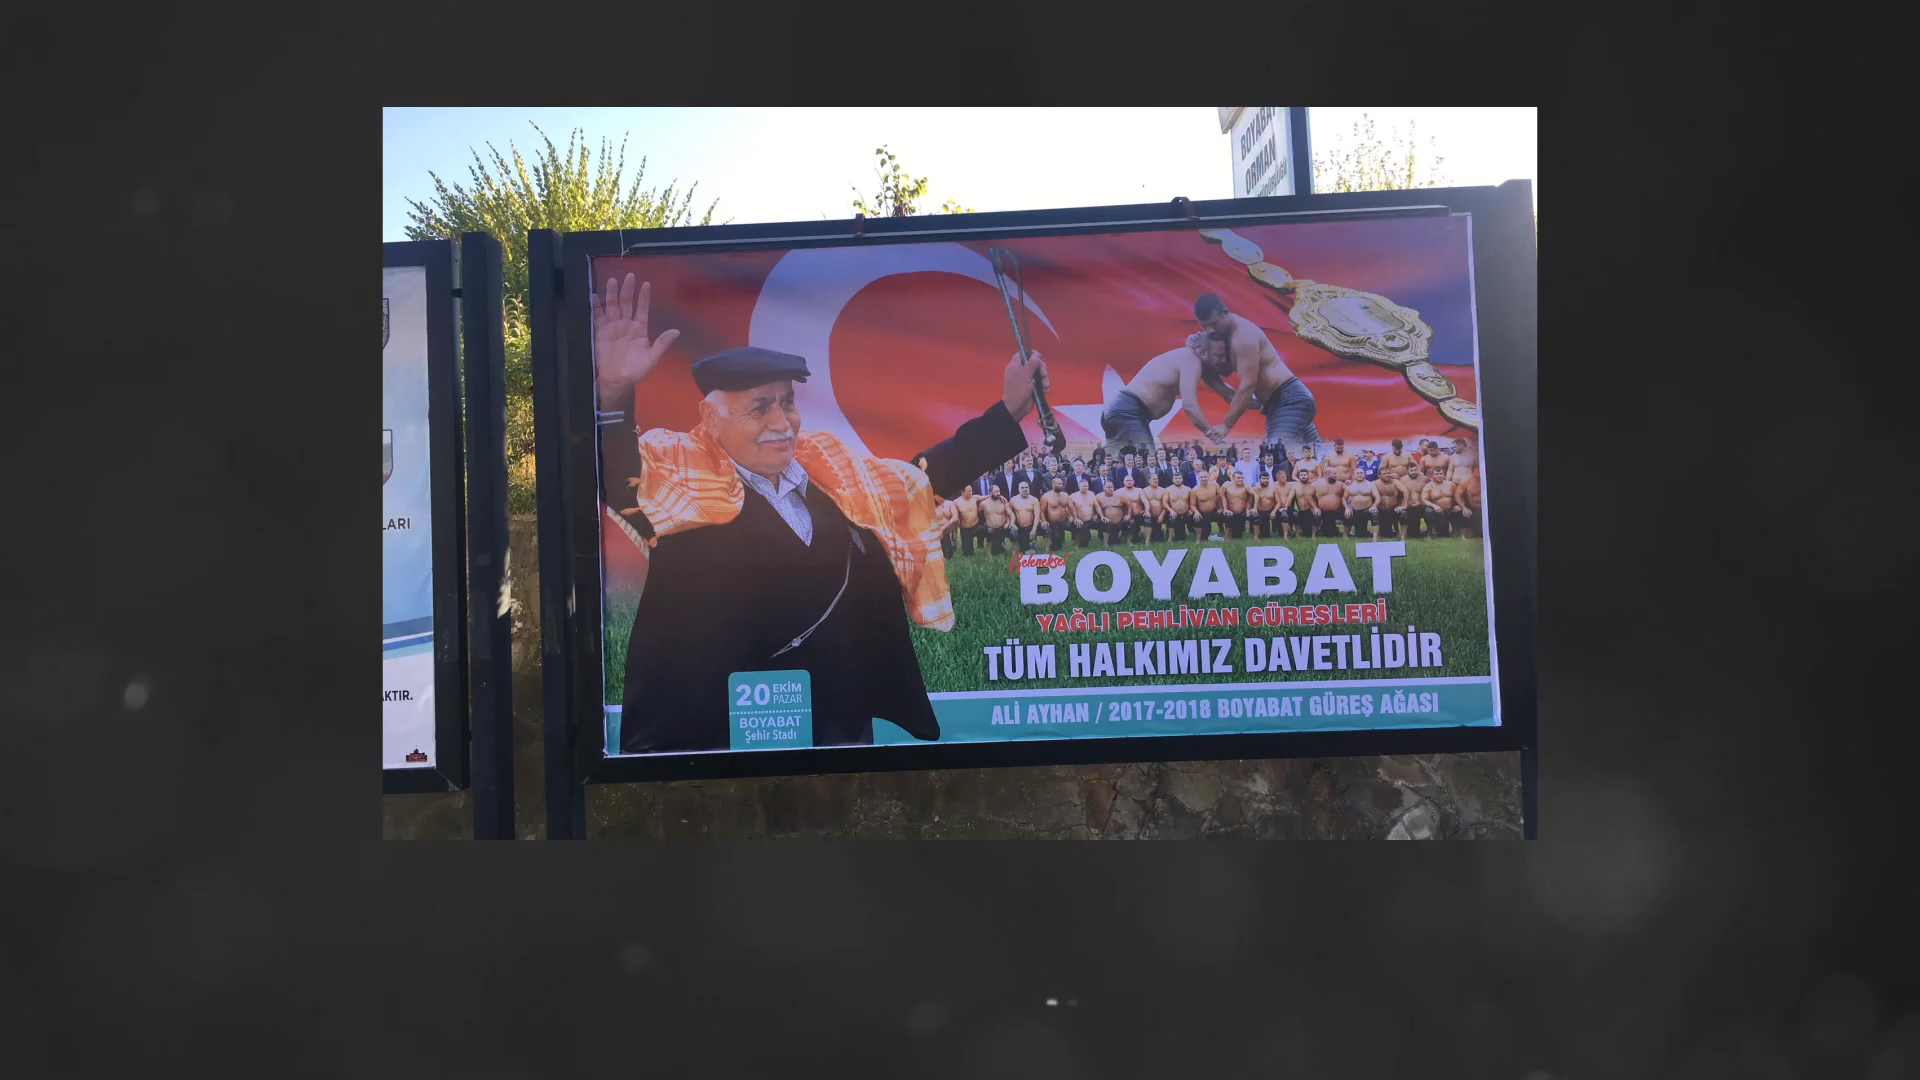 BOYABAT
ORMAN
LARI
AKTIR.
Geleneksel
BOYABAT
YAĞLI PEHLİVAN GÜREŞLERİ
TÜM HALKIMIZ DAVETLİDİR
ALİ AYHAN / 2017-2018 BOYABAT GÜREŞ AĞASI
20 EKİM
PAZAR
BOYABAT
Şehir Stadı